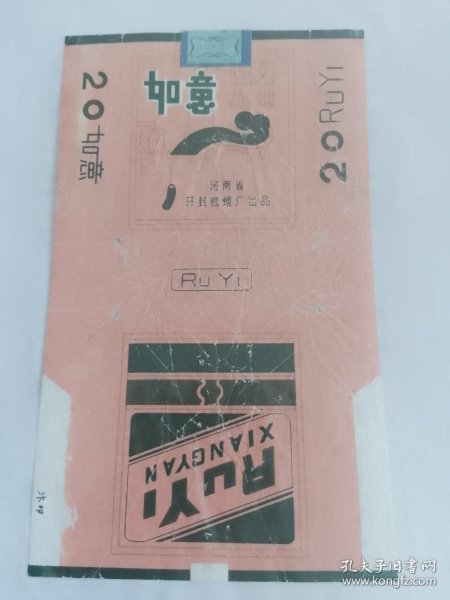 如意
河南省
开封卷烟厂出品
20如意
20RUYI
RU YI
RUYI
XIANGYAN
孔夫子旧书网
www.kongfz.com